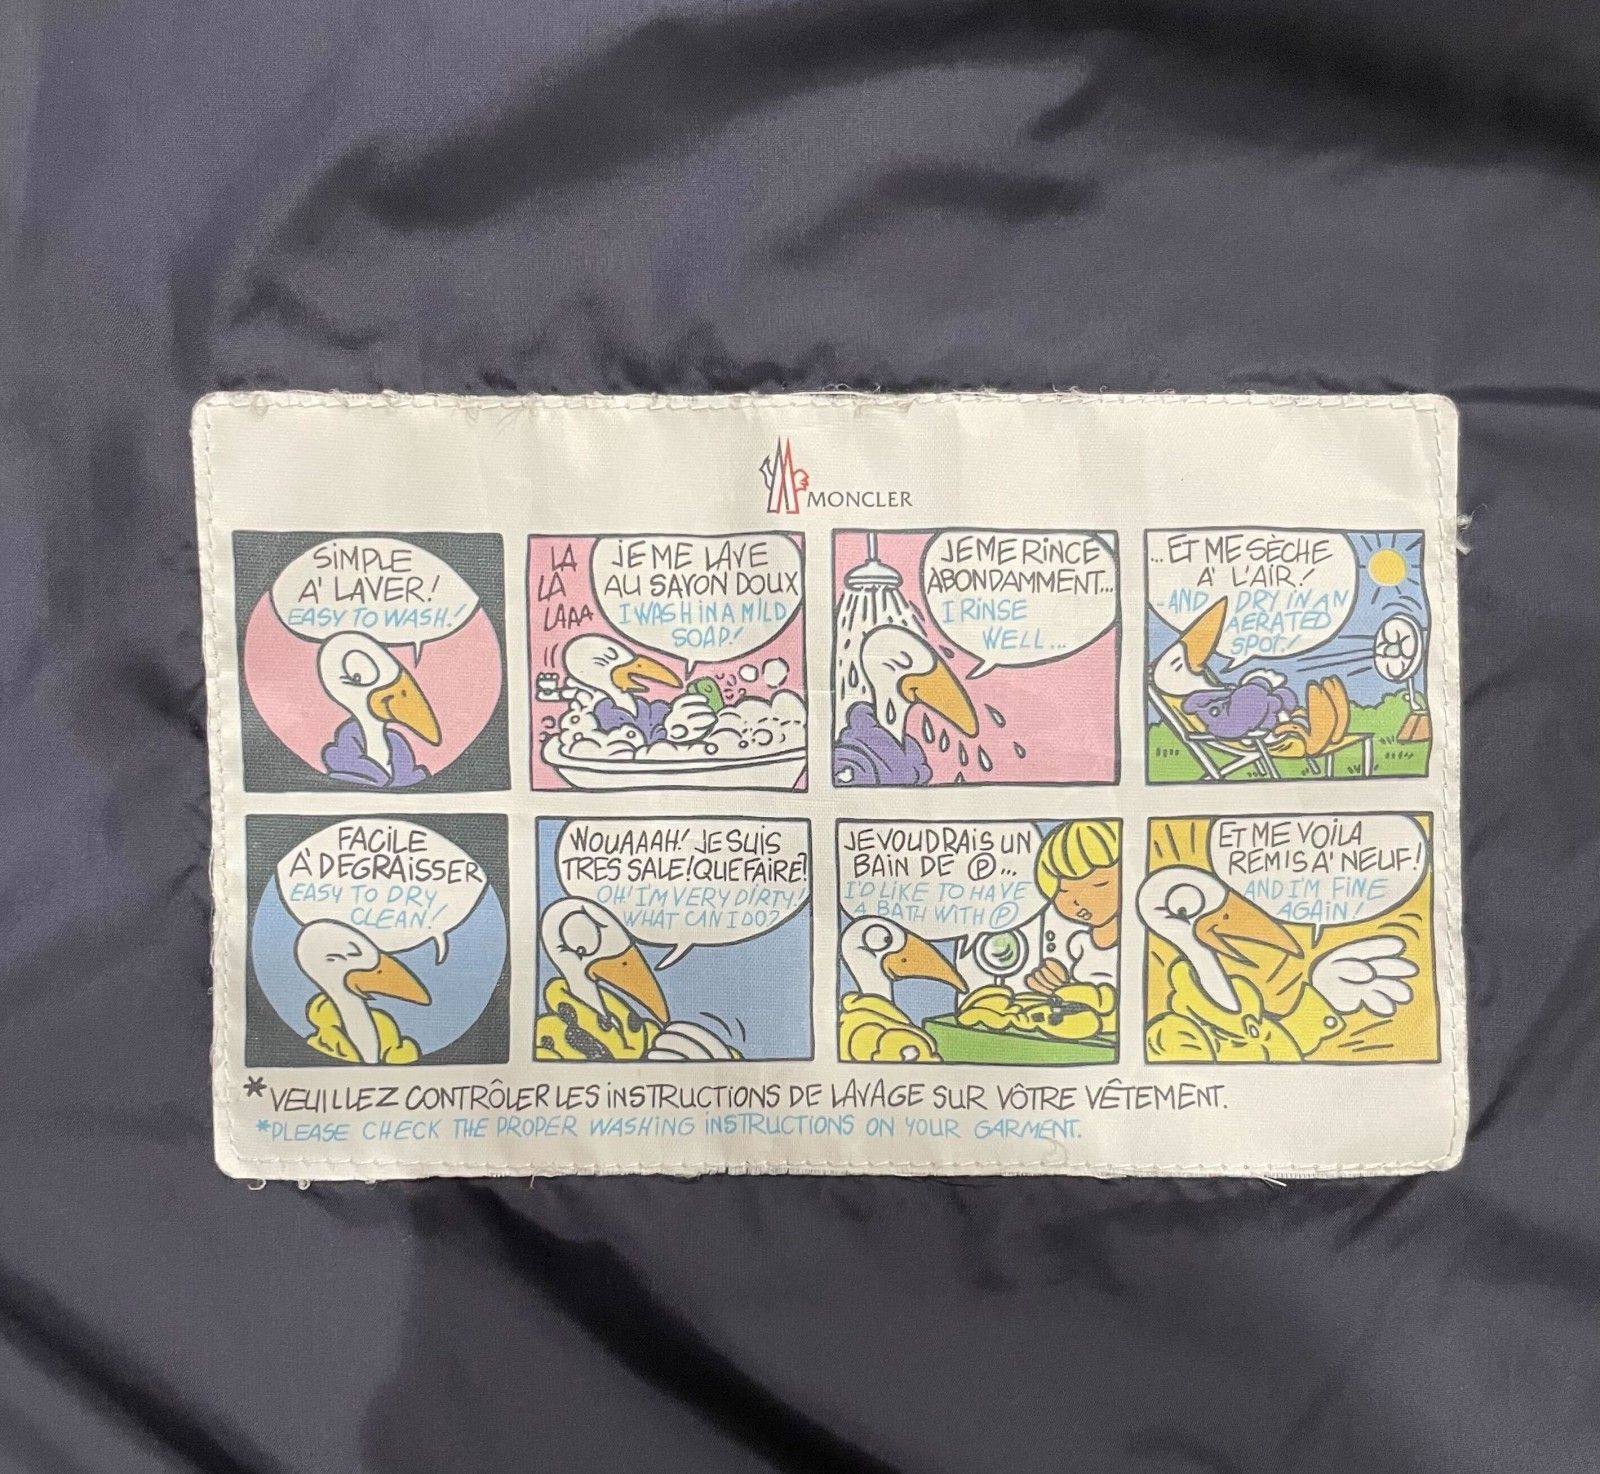 MONCLER
SiMPLE
A' LAVER!
EASY TO WASH!
LA
LA
LAAA
JE ME LAVE
AU SAVON DOUX
I WASH iN A MiLD
SOAP!
JE ME RiNCE
ABONDAMMENT...
I RiNSE
WELL...
...ET ME SÈCHE
A' L'AiR!
-AND DRY iN AN
AERATED
SPOT!
FACiLE
A' DEGRAiSSER
EASY TO DRY
CLEAN!
WOUAAAH! JE SUiS
TRES SALE! QUE FAiRE?
OH! I'M VERY DiRTY!
WHAT CAN I DO?
JE VOUDRAiS UN
BAiN DE Ⓟ...
I'D LiKE TO HAVE
A BATH WiTH Ⓟ
ET ME VOiLA
REMiS A' NEUF!
AND I'M FiNE
AGAiN!
*VEUiLLEZ CONTRÔLER LES iNSTRUCTiONS DE LAVAGE SUR VÔTRE VÊTEMENT.
*PLEASE CHECK THE PROPER WASHiNG iNSTRUCTiONS ON YOUR GARMENT.